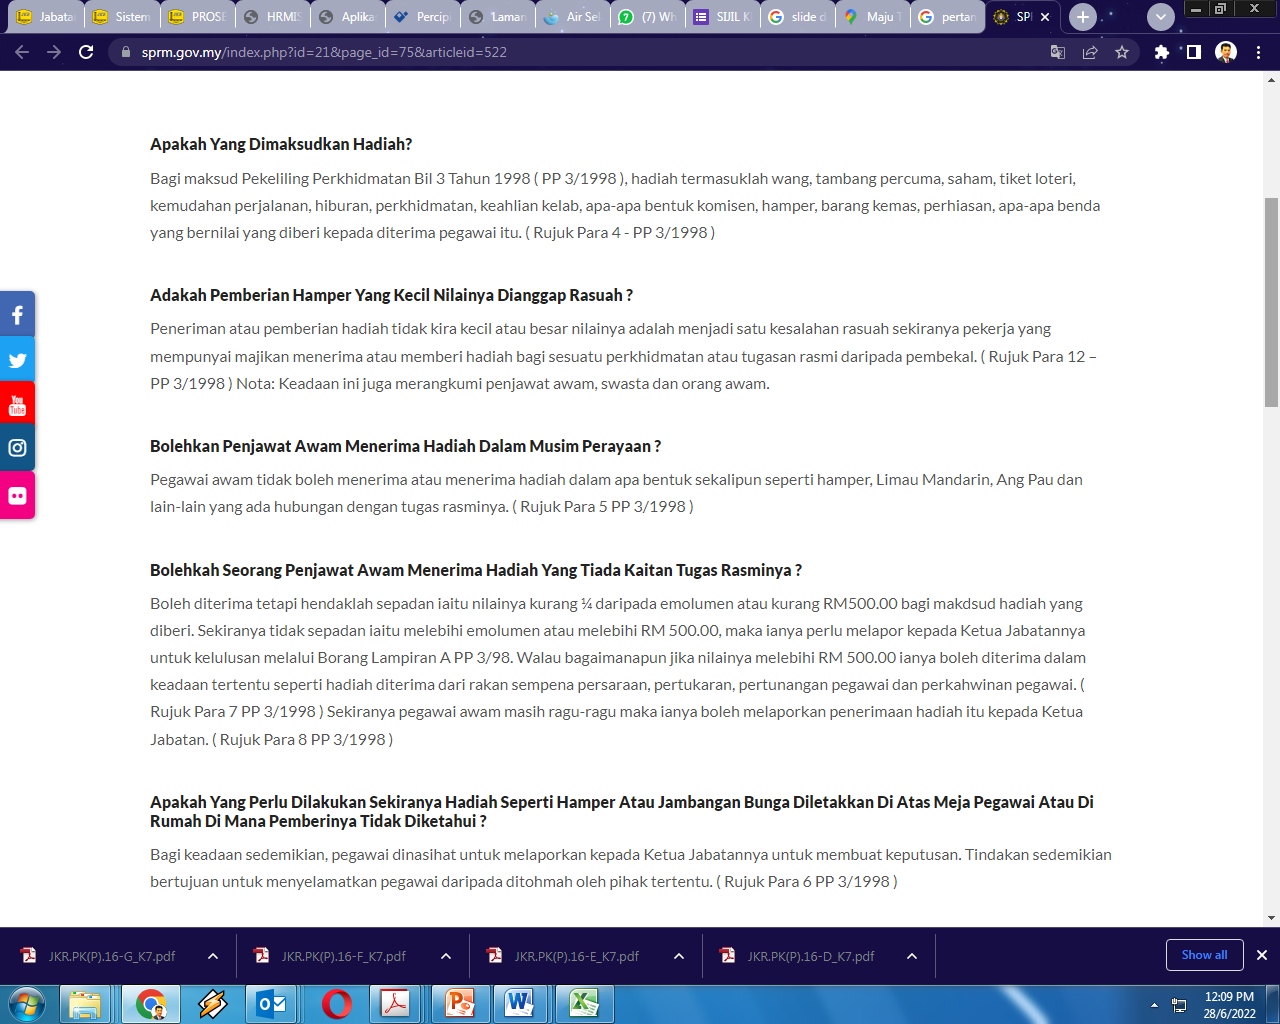 Jabata
Sistem
PROSE
HRMIS
Aplika
Percip
'Laman
Air Sel
(7) Wh
SIJIL K
slide d
Maju T
pertan
SP
sprm.gov.my/index.php?id=21&page_id=75&articleid=522
Apakah Yang Dimaksudkan Hadiah?
Bagi maksud Pekeliling Perkhidmatan Bil 3 Tahun 1998 ( PP 3/1998 ), hadiah termasuklah wang, tambang percuma, saham, tiket loteri,
kemudahan perjalanan, hiburan, perkhidmatan, keahlian kelab, apa-apa bentuk komisen, hamper, barang kemas, perhiasan, apa-apa benda
yang bernilai yang diberi kepada diterima pegawai itu. ( Rujuk Para 4 - PP 3/1998 )
Adakah Pemberian Hamper Yang Kecil Nilainya Dianggap Rasuah ?
Peneriman atau pemberian hadiah tidak kira kecil atau besar nilainya adalah menjadi satu kesalahan rasuah sekiranya pekerja yang
mempunyai majikan menerima atau memberi hadiah bagi sesuatu perkhidmatan atau tugasan rasmi daripada pembekal. ( Rujuk Para 12 –
PP 3/1998 ) Nota: Keadaan ini juga merangkumi penjawat awam, swasta dan orang awam.
Bolehkan Penjawat Awam Menerima Hadiah Dalam Musim Perayaan ?
Pegawai awam tidak boleh menerima atau menerima hadiah dalam apa bentuk sekalipun seperti hamper, Limau Mandarin, Ang Pau dan
lain-lain yang ada hubungan dengan tugas rasminya. ( Rujuk Para 5 PP 3/1998 )
Bolehkah Seorang Penjawat Awam Menerima Hadiah Yang Tiada Kaitan Tugas Rasminya ?
Boleh diterima tetapi hendaklah sepadan iaitu nilainya kurang ¼ daripada emolumen atau kurang RM500.00 bagi makdsud hadiah yang
diberi. Sekiranya tidak sepadan iaitu melebihi emolumen atau melebihi RM 500.00, maka ianya perlu melapor kepada Ketua Jabatannya
untuk kelulusan melalui Borang Lampiran A PP 3/98. Walau bagaimanapun jika nilainya melebihi RM 500.00 ianya boleh diterima dalam
keadaan tertentu seperti hadiah diterima dari rakan sempena persaraan, pertukaran, pertunangan pegawai dan perkahwinan pegawai. (
Rujuk Para 7 PP 3/1998 ) Sekiranya pegawai awam masih ragu-ragu maka ianya boleh melaporkan penerimaan hadiah itu kepada Ketua
Jabatan. ( Rujuk Para 8 PP 3/1998 )
Apakah Yang Perlu Dilakukan Sekiranya Hadiah Seperti Hamper Atau Jambangan Bunga Diletakkan Di Atas Meja Pegawai Atau Di
Rumah Di Mana Pemberinya Tidak Diketahui ?
Bagi keadaan sedemikian, pegawai dinasihat untuk melaporkan kepada Ketua Jabatannya untuk membuat keputusan. Tindakan sedemikian
bertujuan untuk menyelamatkan pegawai daripada ditohmah oleh pihak tertentu. ( Rujuk Para 6 PP 3/1998 )
JKR.PK(P).16-G_K7.pdf
JKR.PK(P).16-F_K7.pdf
JKR.PK(P).16-E_K7.pdf
JKR.PK(P).16-D_K7.pdf
Show all
12:09 PM
28/6/2022